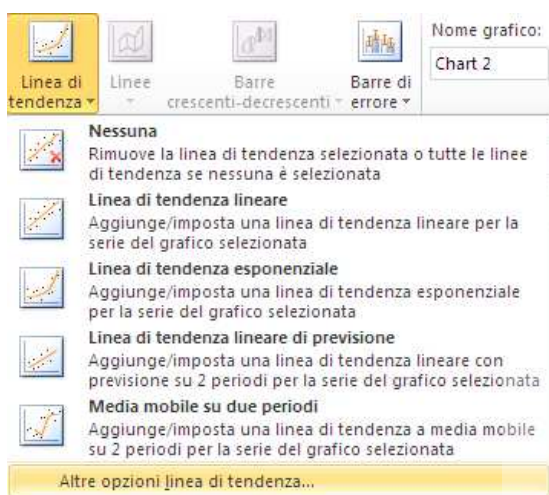 Linea di tendenza
Linee
Barre crescenti-decrescenti
Barre di errore
Nome grafico:
Chart 2
Nessuna
Rimuove la linea di tendenza selezionata o tutte le linee
di tendenza se nessuna è selezionata
Linea di tendenza lineare
Aggiunge/imposta una linea di tendenza lineare per la
serie del grafico selezionata
Linea di tendenza esponenziale
Aggiunge/imposta una linea di tendenza esponenziale
per la serie del grafico selezionata
Linea di tendenza lineare di previsione
Aggiunge/imposta una linea di tendenza lineare con
previsione su 2 periodi per la serie del grafico selezionata
Media mobile su due periodi
Aggiunge/imposta una linea di tendenza a media mobile
su 2 periodi per la serie del grafico selezionata
Altre opzioni linea di tendenza...